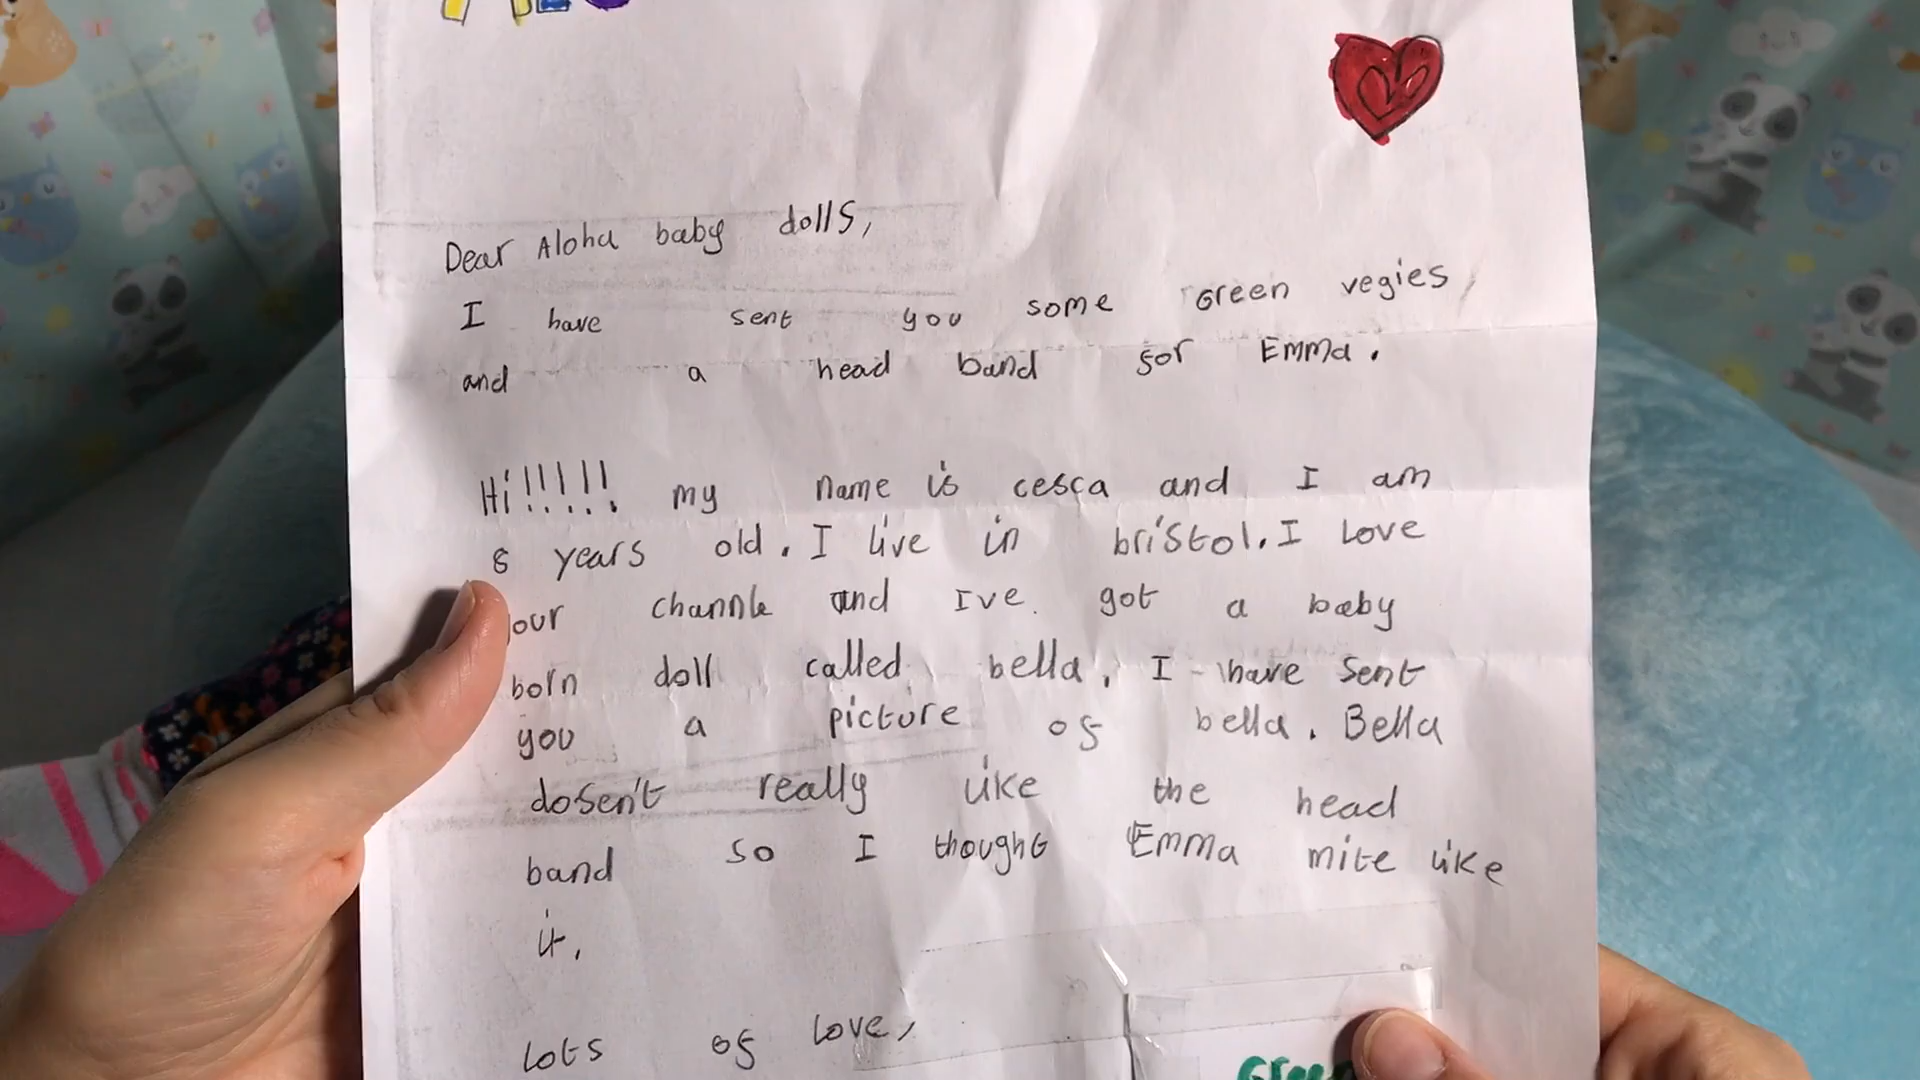 Dear Aloha baby dolls,
I have sent you some Green vegies,
and a head band for Emma.
Hi!!!!!! my name is cesca and I am
8 years old. I live in bristol. I love
your channle and Ive got a baby
born doll called bella. I have sent
you a picture of bella. Bella
dosen't really like the head
band so I thought Emma mite like
it.
Lots of love,